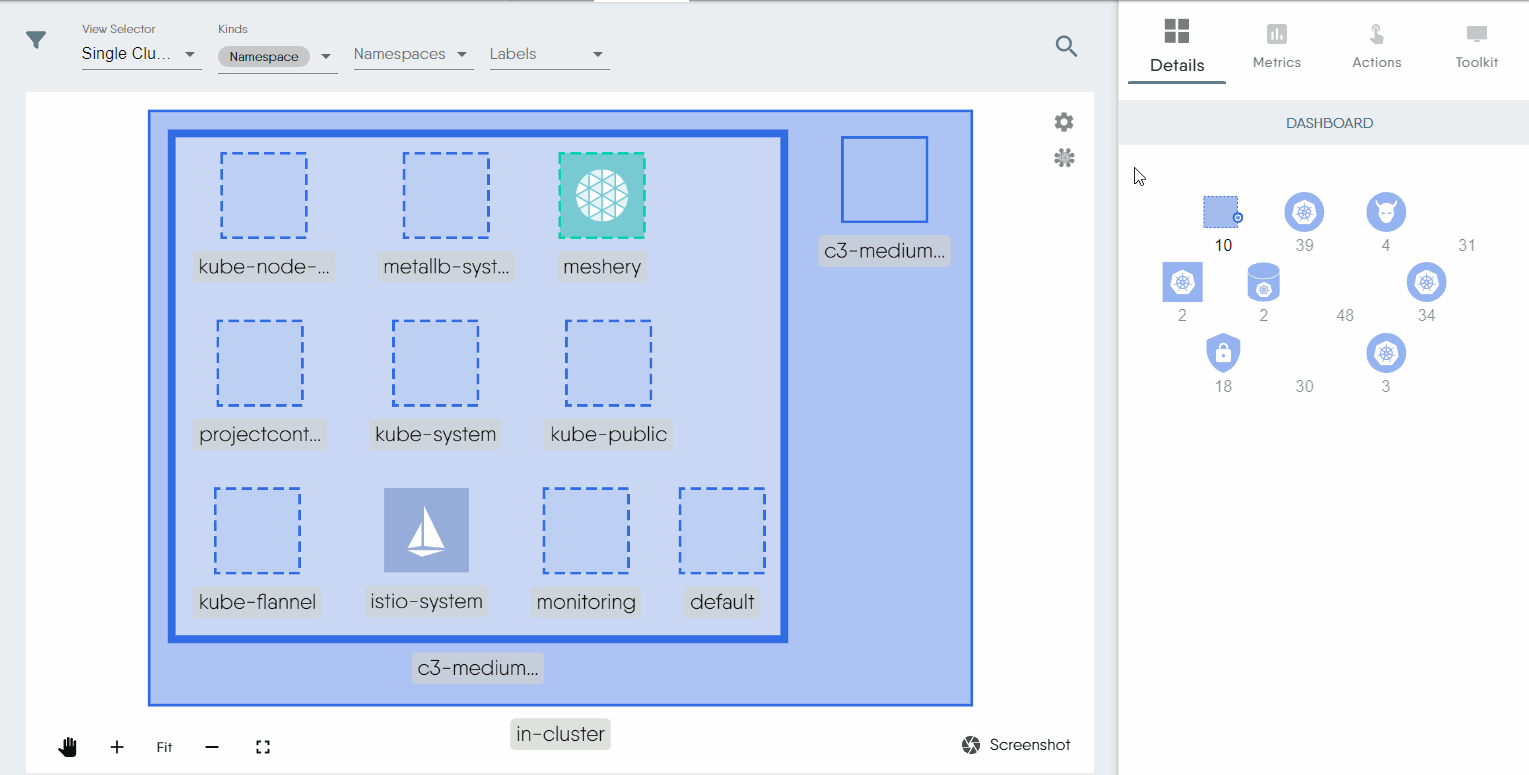 View Selector
Single Clu...
Kinds
Namespace
Namespaces
Labels
Details
Metrics
Actions
Toolkit
DASHBOARD
kube-node-...
metallb-syst...
meshery
c3-medium...
projectcont...
kube-system
kube-public
kube-flannel
istio-system
monitoring
default
c3-medium...
in-cluster
10 39 4 31
2 2 48 34
18 30 3
Fit
Screenshot